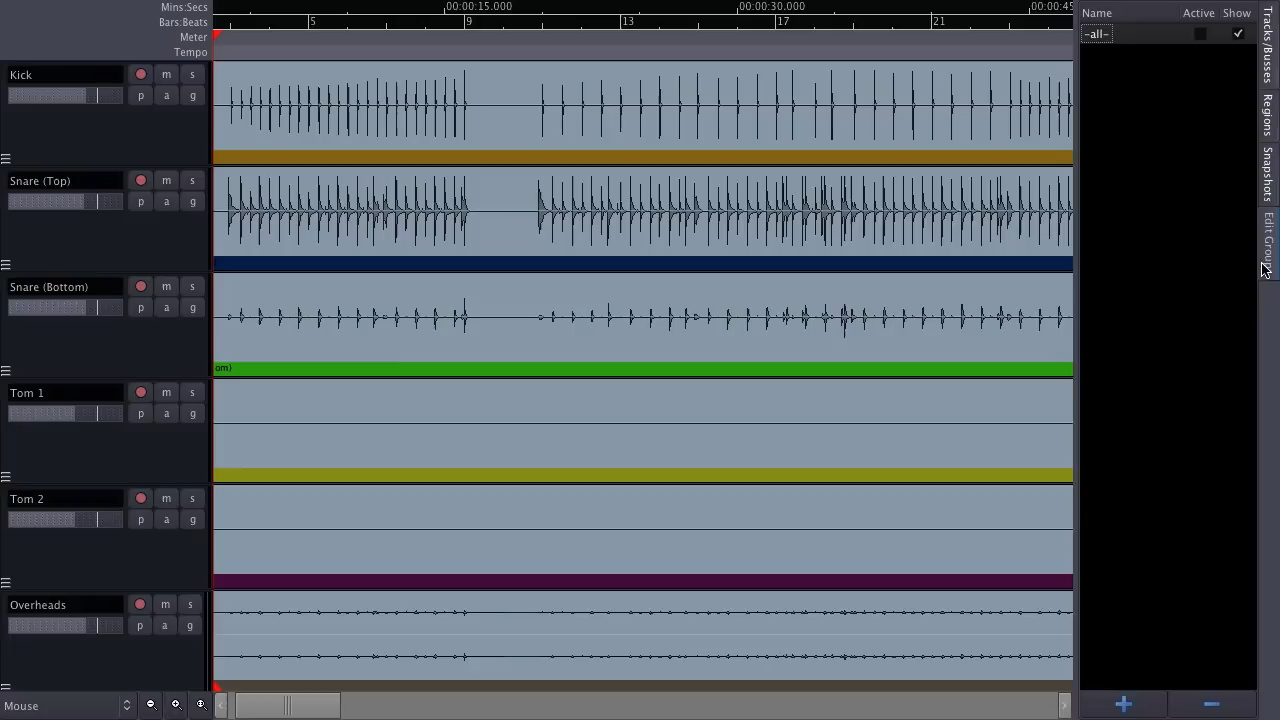 Mins:Secs 00:00:15.000 00:00:30.000 00:00:45
Bars:Beats 5 9 13 17 21
Meter
Tempo
Name Active Show
-all-
Tracks/Busses
Regions
Snapshots
Kick m s
p a g
Snare (Top) m s
p a g
Snare (Bottom) m s
p a g
om)
Tom 1 m s
p a g
Tom 2 m s
p a g
Overheads m s
p a g
Mouse